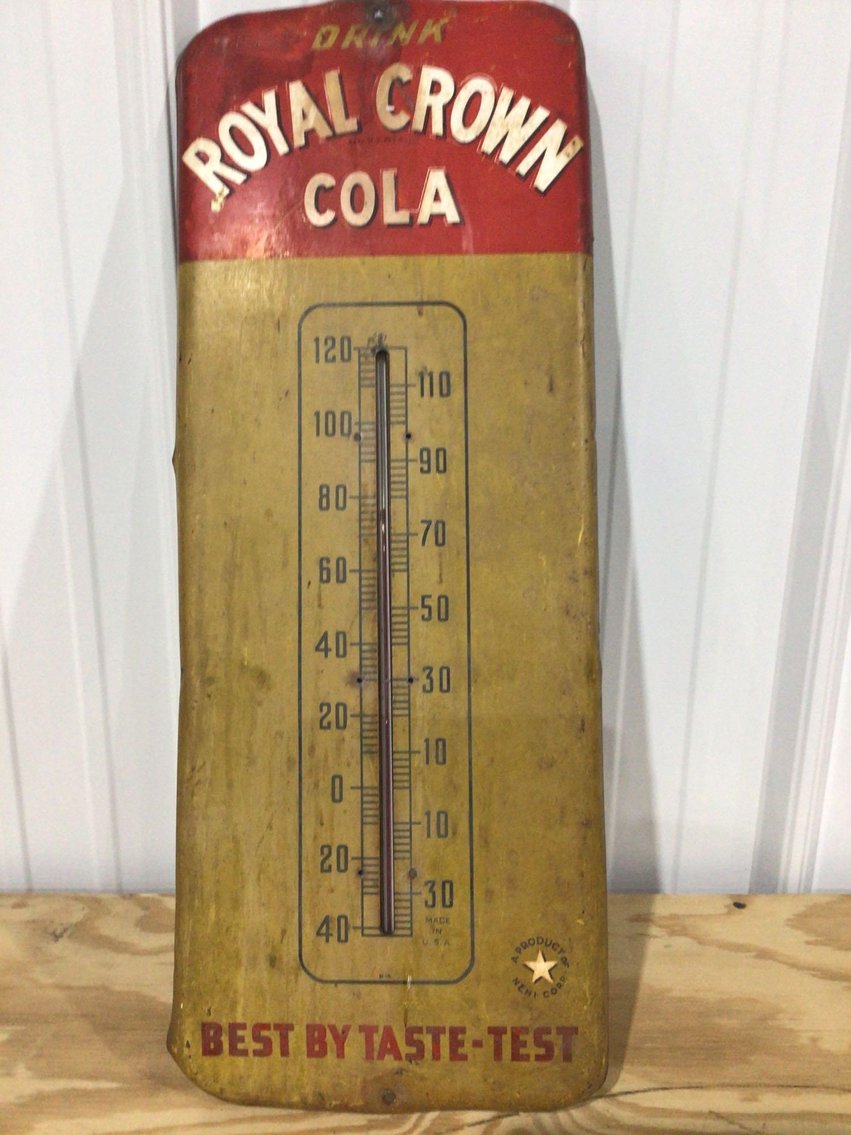 DRINK
ROYAL CROWN
COLA
120
110
100
90
80
70
60
50
40
30
20
10
0
10
20
30
40
MADE
IN
U.S.A.
A PRODUCT OF
NEHI CORP.
BEST BY TASTE-TEST